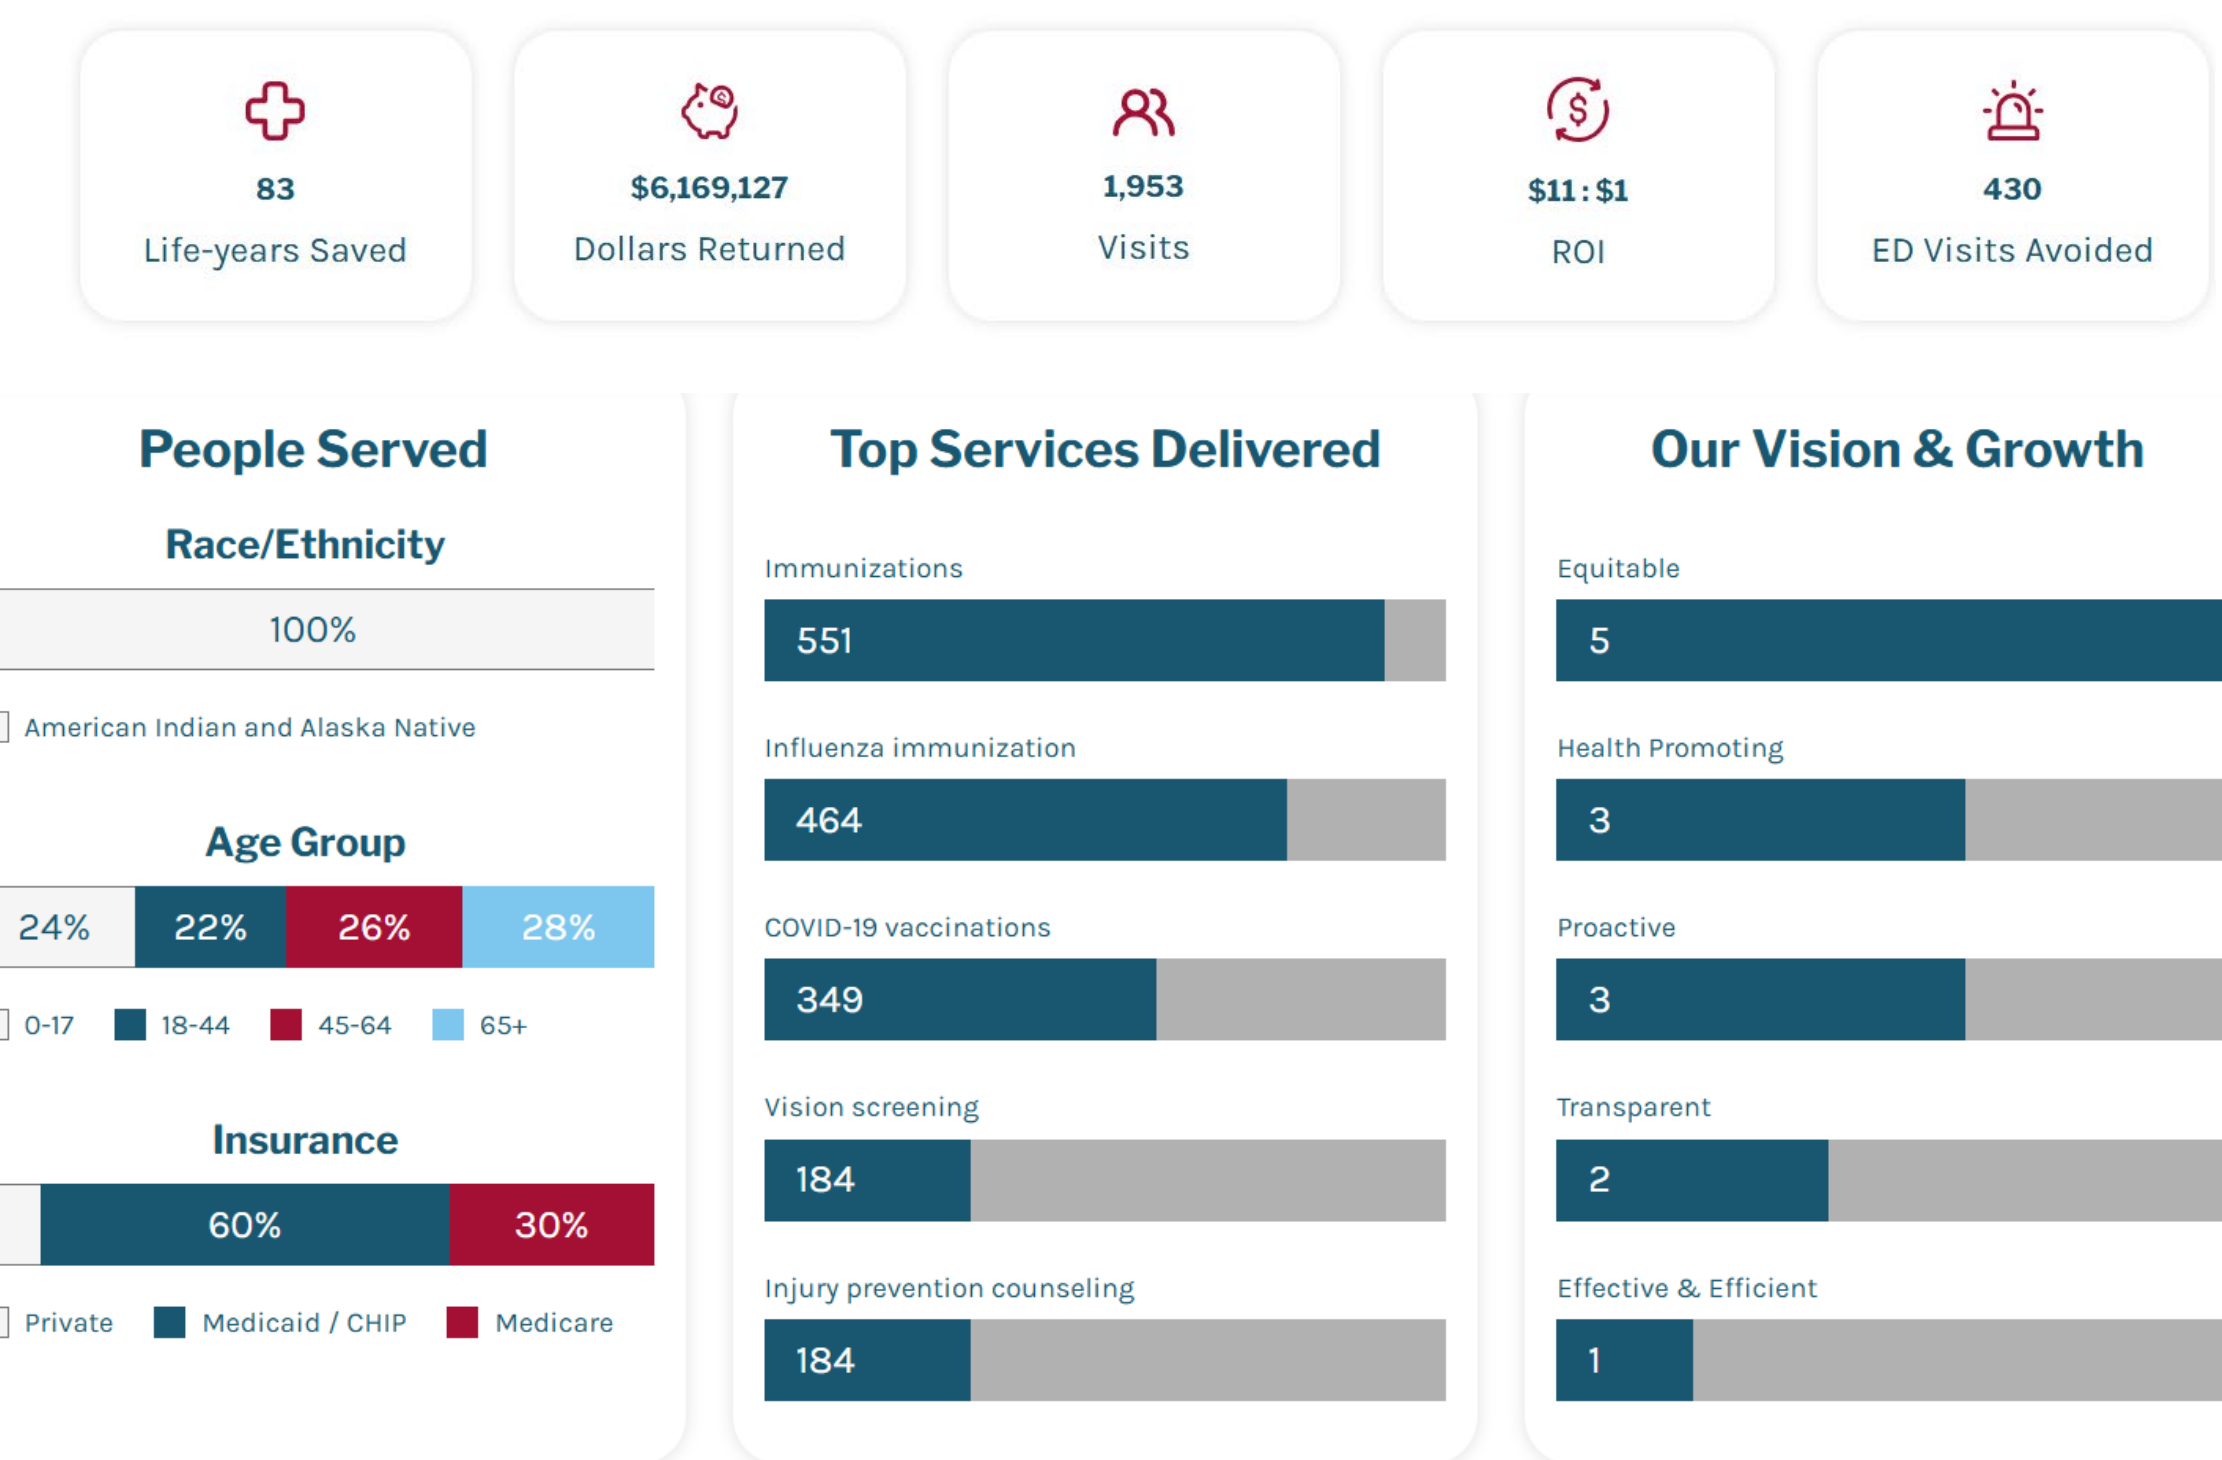 83
Life-years Saved
$6,169,127
Dollars Returned
1,953
Visits
$11 : $1
ROI
430
ED Visits Avoided
People Served
Race/Ethnicity
100%
American Indian and Alaska Native
Age Group
24% 22% 26% 28%
0-17 18-44 45-64 65+
Insurance
60% 30%
Private Medicaid / CHIP Medicare
Top Services Delivered
Immunizations
551
Influenza immunization
464
COVID-19 vaccinations
349
Vision screening
184
Injury prevention counseling
184
Our Vision & Growth
Equitable
5
Health Promoting
3
Proactive
3
Transparent
2
Effective & Efficient
1